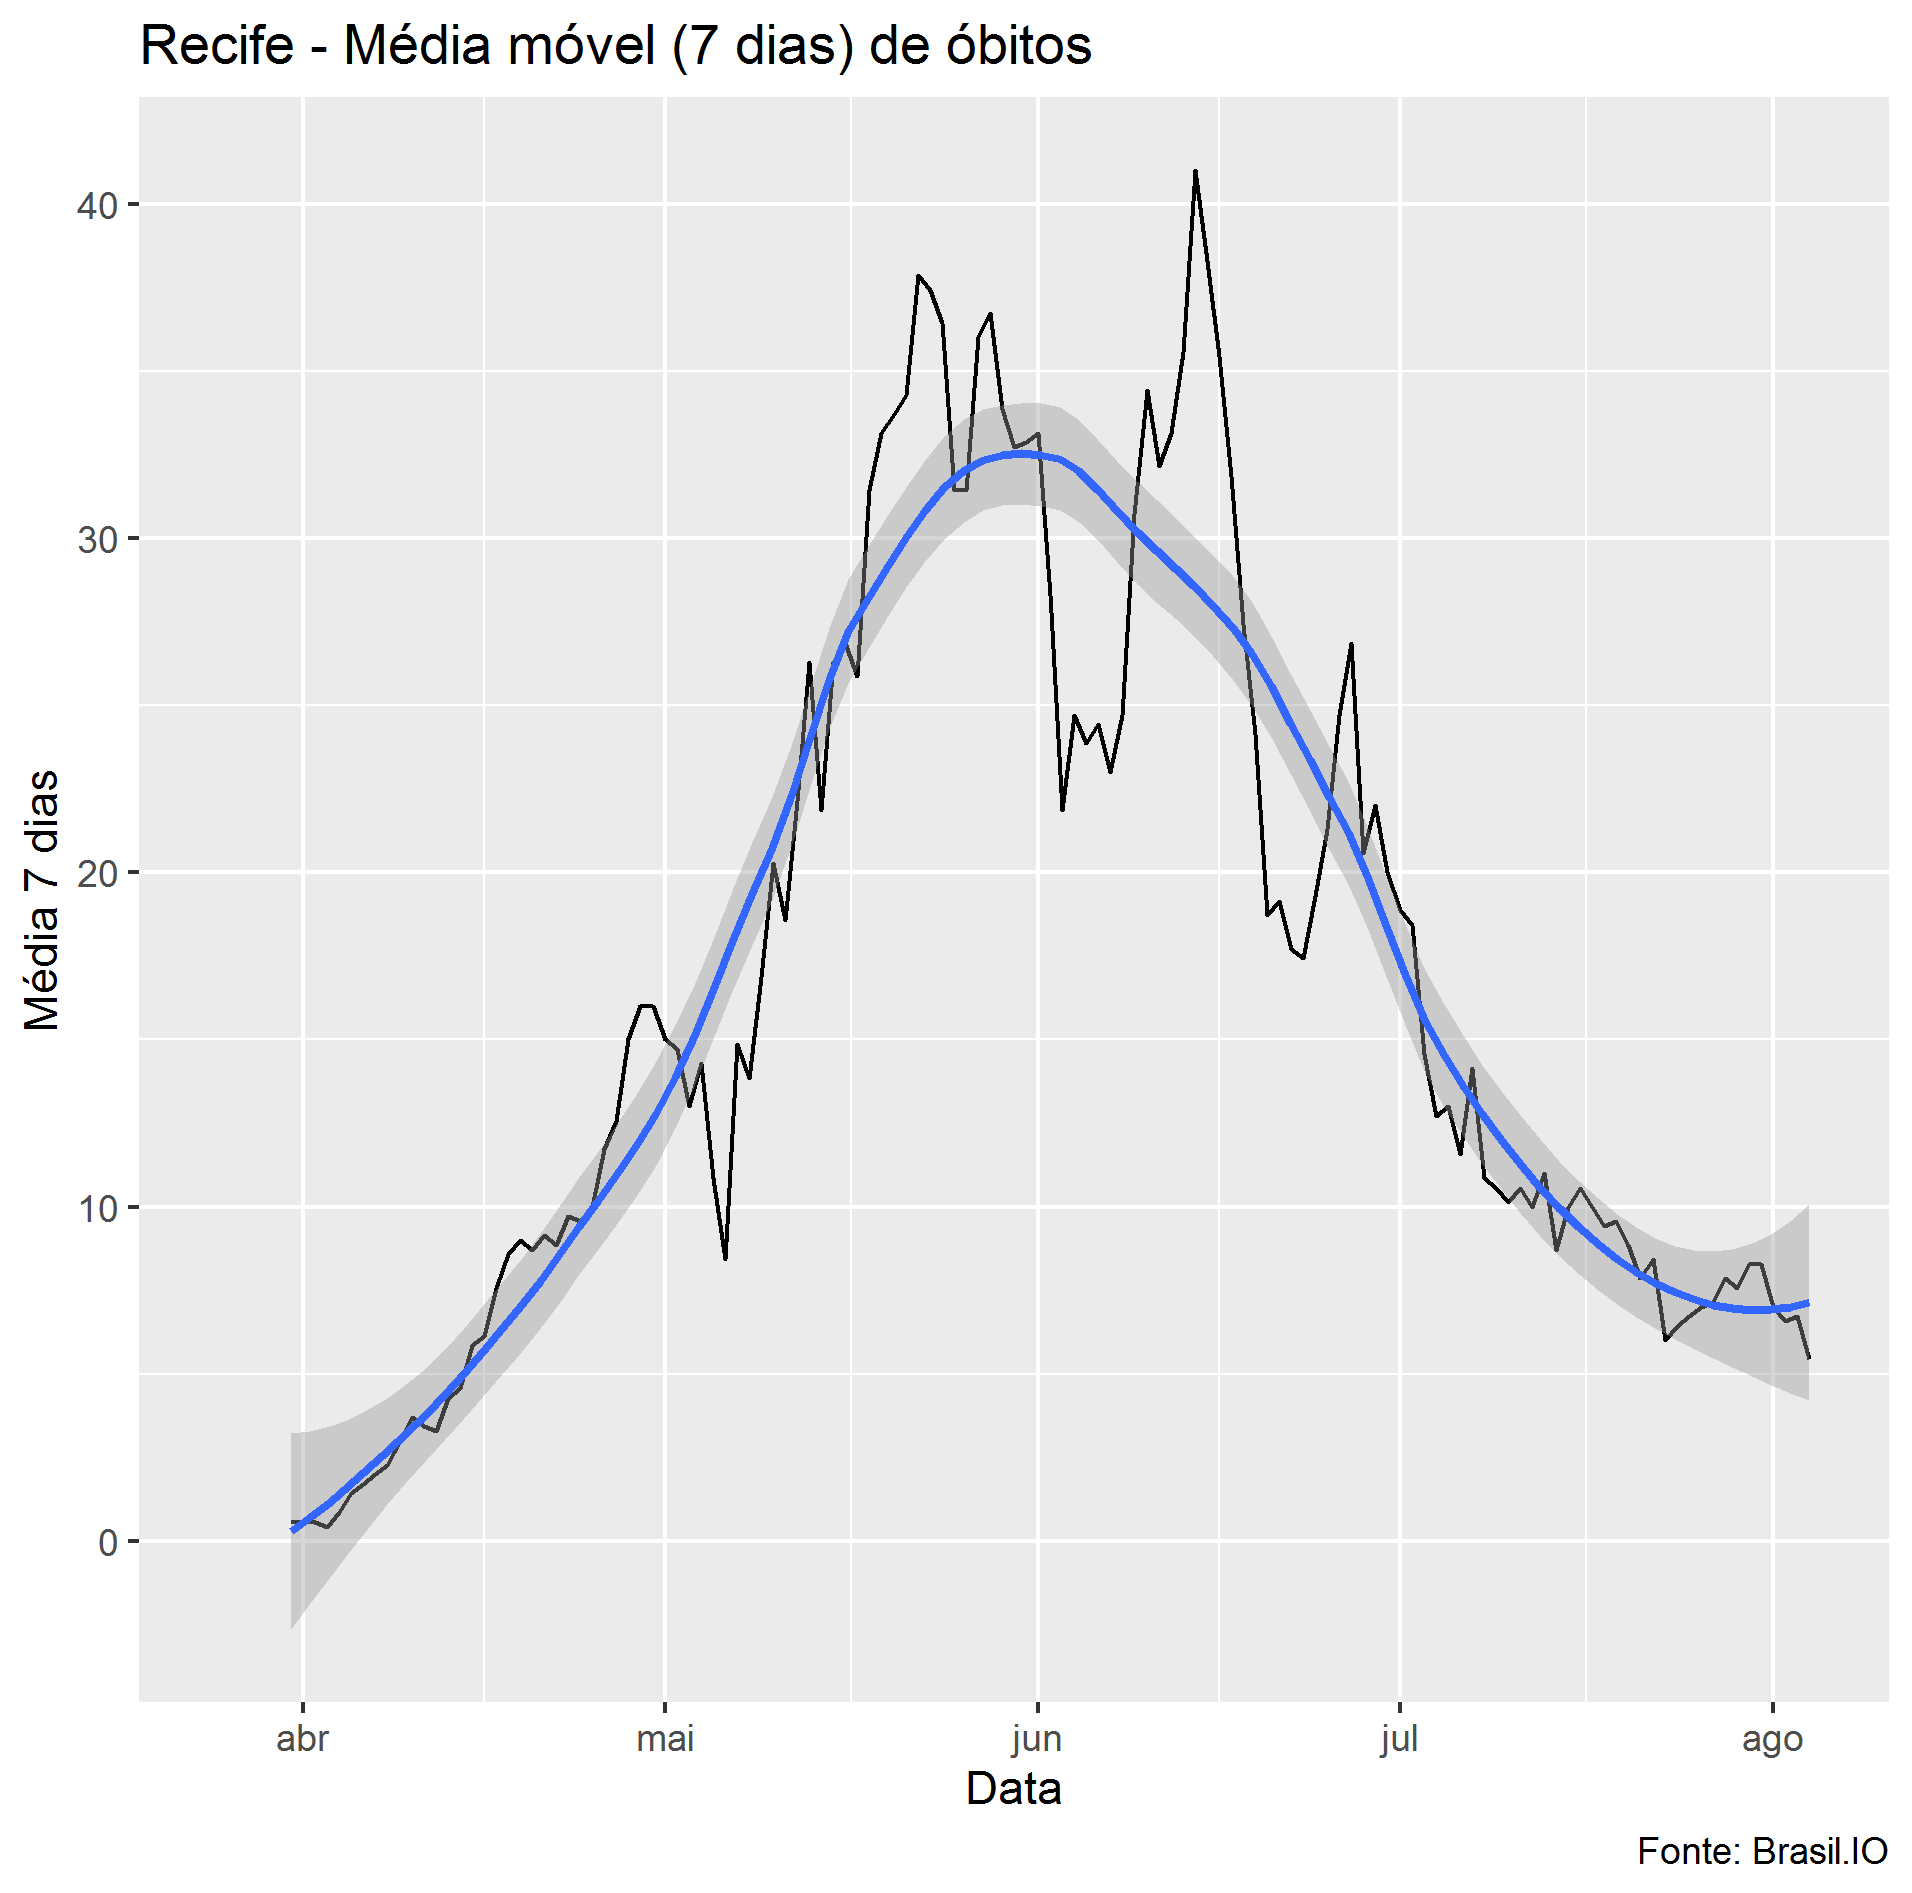 Recife - Média móvel (7 dias) de óbitos
Média 7 dias
40
30
20
10
0
abr mai jun jul ago
Data
Fonte: Brasil.IO